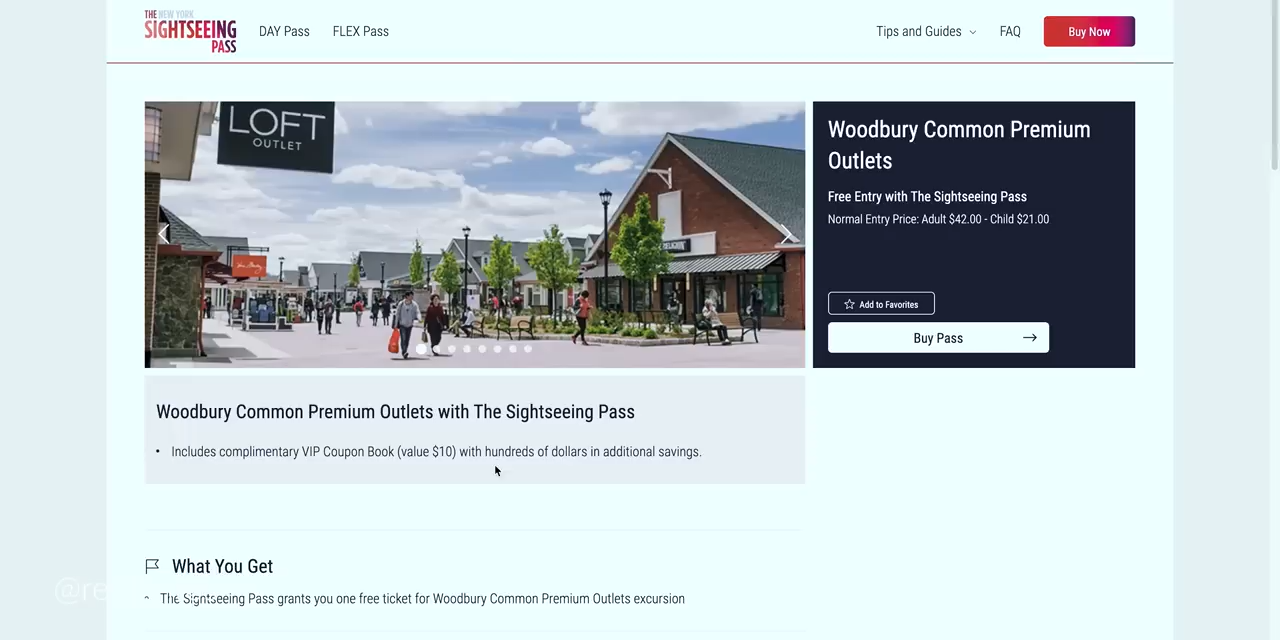 THE NEW YORK
SIGHTSEEING
PASS
DAY Pass
FLEX Pass
Tips and Guides
FAQ
Buy Now
LOFT
OUTLET
Woodbury Common Premium
Outlets
Free Entry with The Sightseeing Pass
Normal Entry Price: Adult $42.00 - Child $21.00
Add to Favorites
Buy Pass
Woodbury Common Premium Outlets with The Sightseeing Pass
• Includes complimentary VIP Coupon Book (value $10) with hundreds of dollars in additional savings.
What You Get
The Sightseeing Pass grants you one free ticket for Woodbury Common Premium Outlets excursion